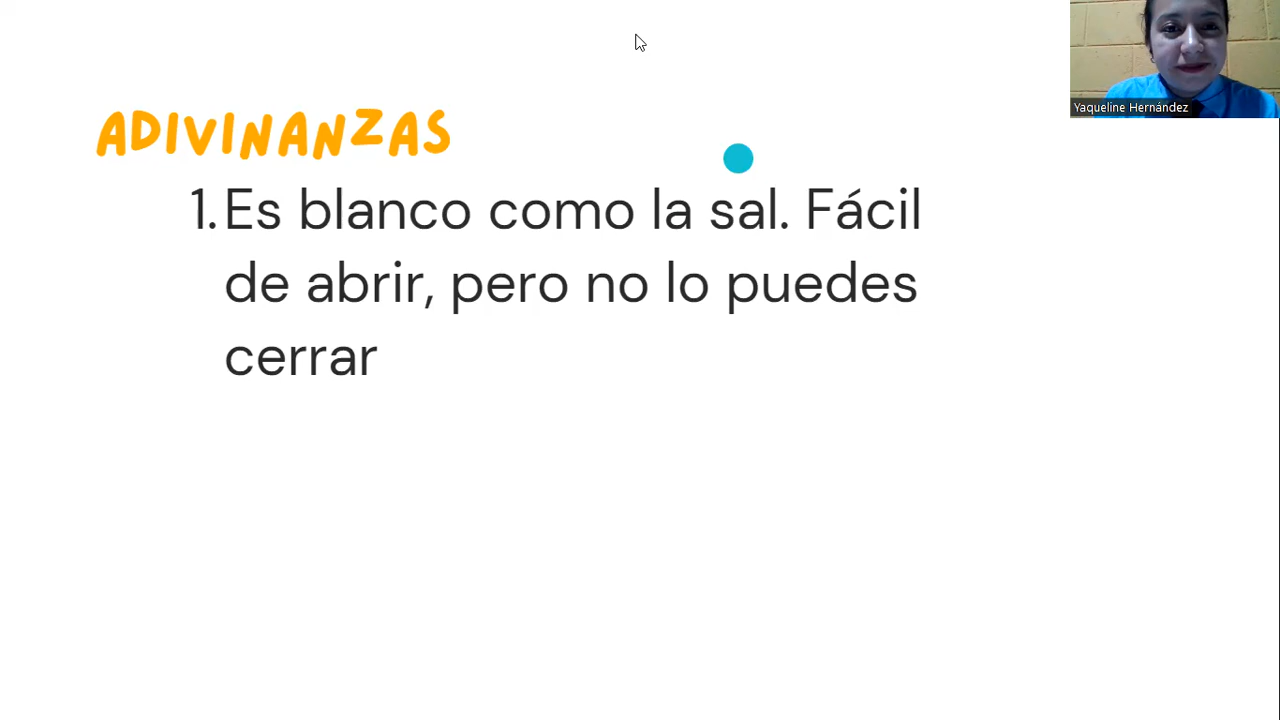 Yaqueline Hernández
ADIVINANZAS
1. Es blanco como la sal. Fácil
de abrir, pero no lo puedes
cerrar